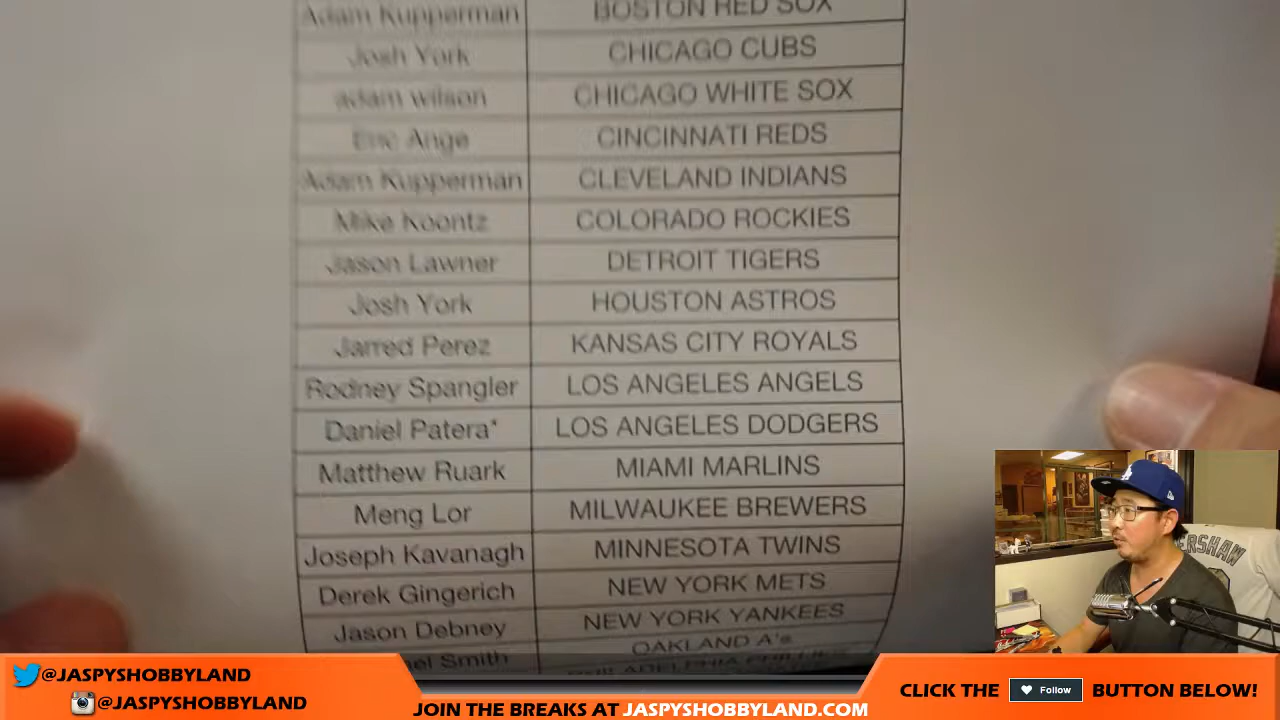 Adam Kupperman BOSTON RED SOX
Josh York CHICAGO CUBS
adam wilson CHICAGO WHITE SOX
Eric Ange CINCINNATI REDS
Adam Kupperman CLEVELAND INDIANS
Mike Koontz COLORADO ROCKIES
Jason Lawner DETROIT TIGERS
Josh York HOUSTON ASTROS
Jarred Perez KANSAS CITY ROYALS
Rodney Spangler LOS ANGELES ANGELS
Daniel Patera* LOS ANGELES DODGERS
Matthew Ruark MIAMI MARLINS
Meng Lor MILWAUKEE BREWERS
Joseph Kavanagh MINNESOTA TWINS
Derek Gingerich NEW YORK METS
Jason Debney NEW YORK YANKEES
Smith OAKLAND A's
ERSHAW
@JASPYSHOBBYLAND
@JASPYSHOBBYLAND
JOIN THE BREAKS AT JASPYSHOBBYLAND.COM
CLICK THE Follow BUTTON BELOW!